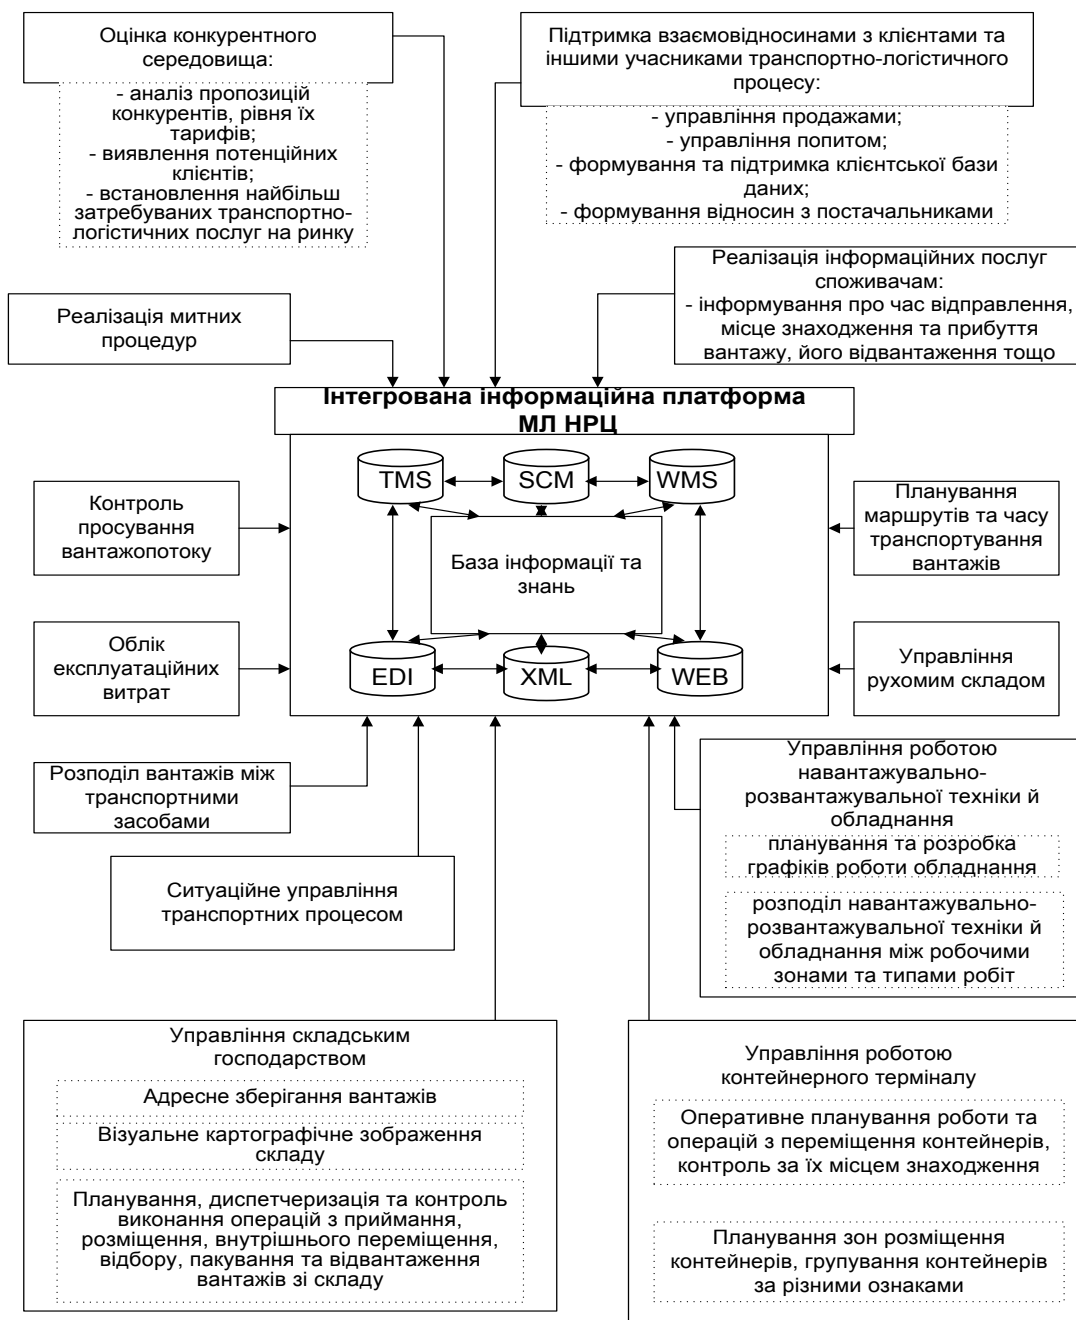 Оцінка конкурентного
середовища:
- аналіз пропозицій
конкурентів, рівня їх
тарифів;
- виявлення потенційних
клієнтів;
- встановлення найбільш
затребуваних транспортно-
логістичних послуг на ринку
Підтримка взаємовідносинами з клієнтами та
іншими учасниками транспортно-логістичного
процесу:
- управління продажами;
- управління попитом;
- формування та підтримка клієнтської бази
даних;
- формування відносин з постачальниками
Реалізація інформаційних послуг
споживачам:
- інформування про час відправлення,
місце знаходження та прибуття
вантажу, його відвантаження тощо
Реалізація митних
процедур
Інтегрована інформаційна платформа
МЛ НРЦ
TMS
SCM
WMS
База інформації та
знань
EDI
XML
WEB
Контроль
просування
вантажопотоку
Планування
маршрутів та часу
транспортування
вантажів
Облік
експлуатаційних
витрат
Управління
рухомим складом
Розподіл вантажів між
транспортними
засобами
Ситуаційне управління
транспортних процесом
Управління роботою
навантажувально-
розвантажувальної техніки й
обладнання
планування та розробка
графіків роботи обладнання
розподіл навантажувально-
розвантажувальної техніки й
обладнання між робочими
зонами та типами робіт
Управління складським
господарством
Адресне зберігання вантажів
Візуальне картографічне зображення
складу
Планування, диспетчеризація та контроль
виконання операцій з приймання,
розміщення, внутрішнього переміщення,
відбору, пакування та відвантаження
вантажів зі складу
Управління роботою
контейнерного терміналу
Оперативне планування роботи та
операцій з переміщення контейнерів,
контроль за їх місцем знаходження
Планування зон розміщення
контейнерів, групування контейнерів
за різними ознаками